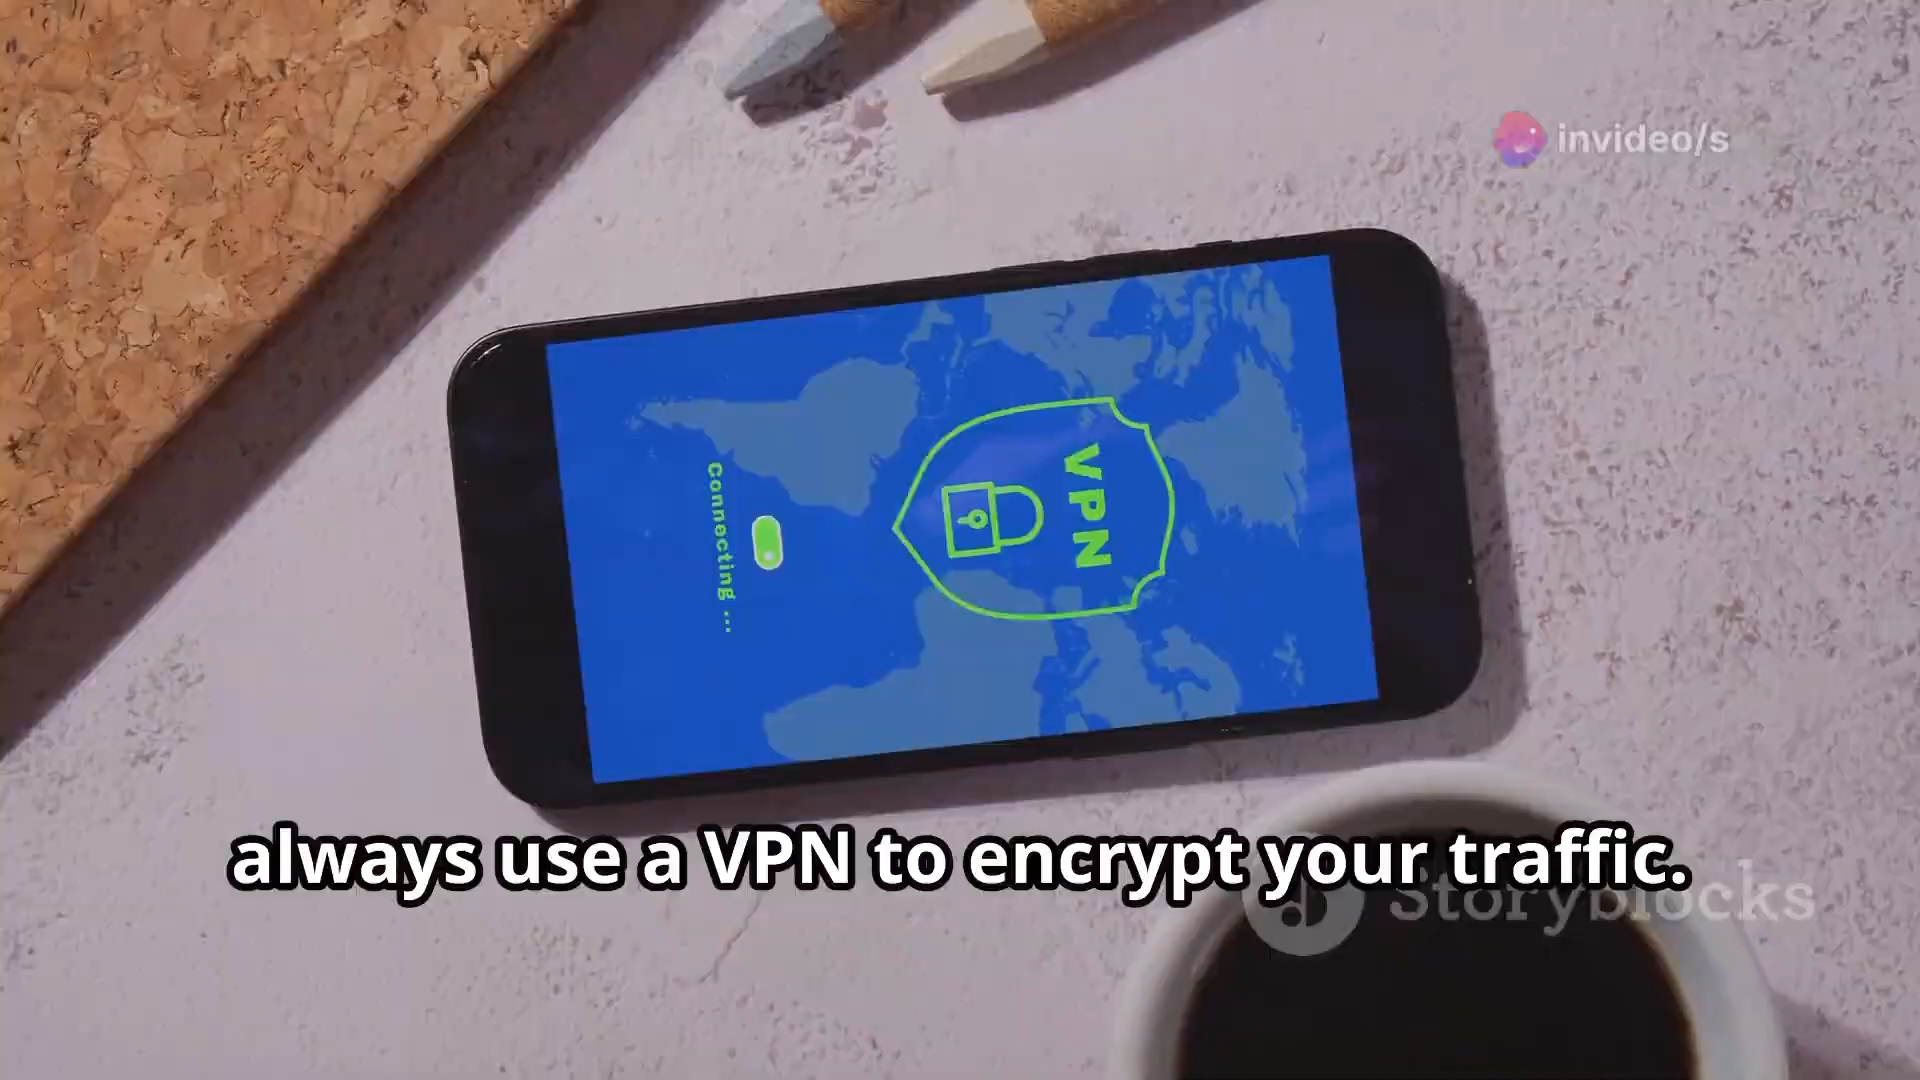 invideo/s
VPN
connecting ...
always use a VPN to encrypt your traffic.
Storyblocks